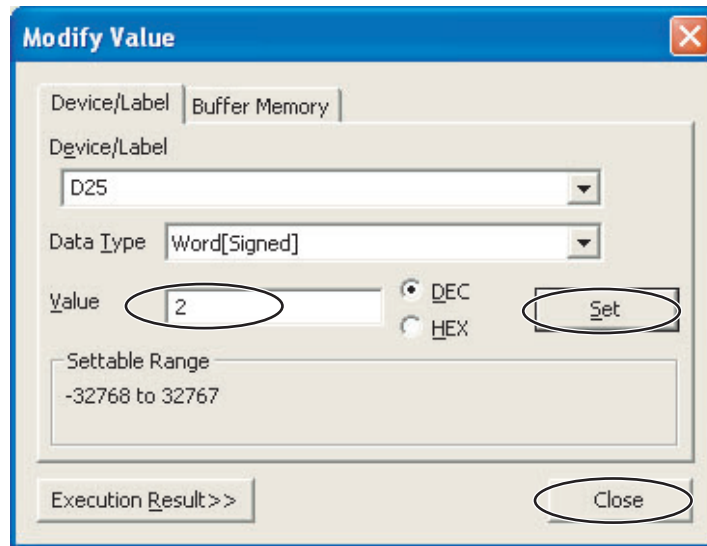 Modify Value
Device/Label Buffer Memory
Device/Label
D25
Data Type Word[Signed]
Value 2 DEC Set
HEX
Settable Range
-32768 to 32767
Execution Result>> Close